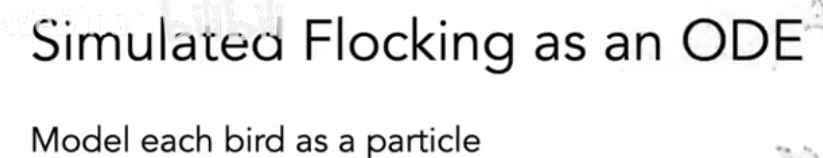 Simulated Flocking as an ODE
Model each bird as a particle